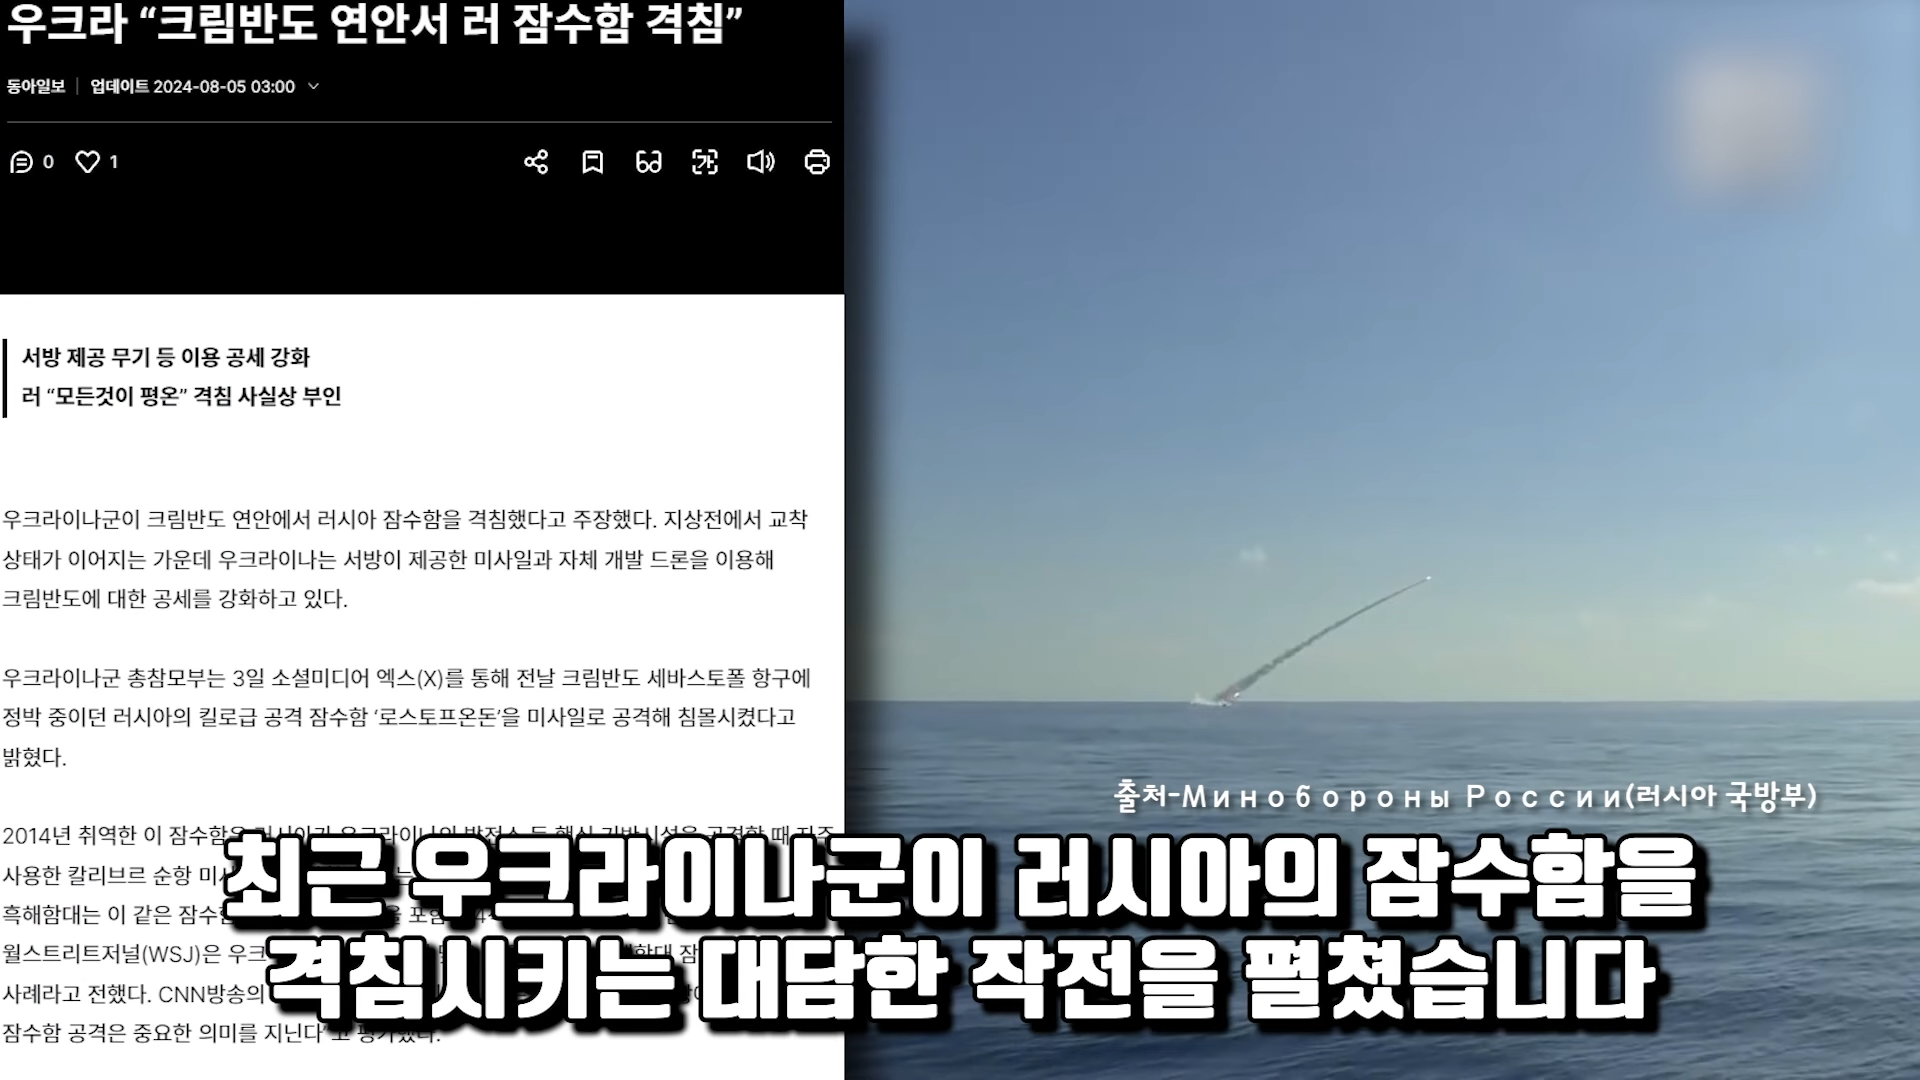 우크라 “크림반도 연안서 러 잠수함 격침”
동아일보 | 업데이트 2024-08-05 03:00
0 1
가
서방 제공 무기 등 이용 공세 강화
러 “모든것이 평온” 격침 사실상 부인
우크라이나군이 크림반도 연안에서 러시아 잠수함을 격침했다고 주장했다. 지상전에서 교착
상태가 이어지는 가운데 우크라이나는 서방이 제공한 미사일과 자체 개발 드론을 이용해
크림반도에 대한 공세를 강화하고 있다.
우크라이나군 총참모부는 3일 소셜미디어 엑스(X)를 통해 전날 크림반도 세바스토폴 항구에
정박 중이던 러시아의 킬로급 공격 잠수함 ‘로스토프온돈’을 미사일로 공격해 침몰시켰다고
밝혔다.
2014년 취역한 이 잠수함은
사용한 칼리브르 순항
흑해함대는 이 같은
월스트리트저널(WSJ)은
사례라고 전했다. CNN방송의
잠수함 공격은 중요한 의미를 지닌다”고 평가했다.
출처-Минобороны России(러시아 국방부)
최근 우크라이나군이 러시아의 잠수함을
격침시키는 대담한 작전을 펼쳤습니다